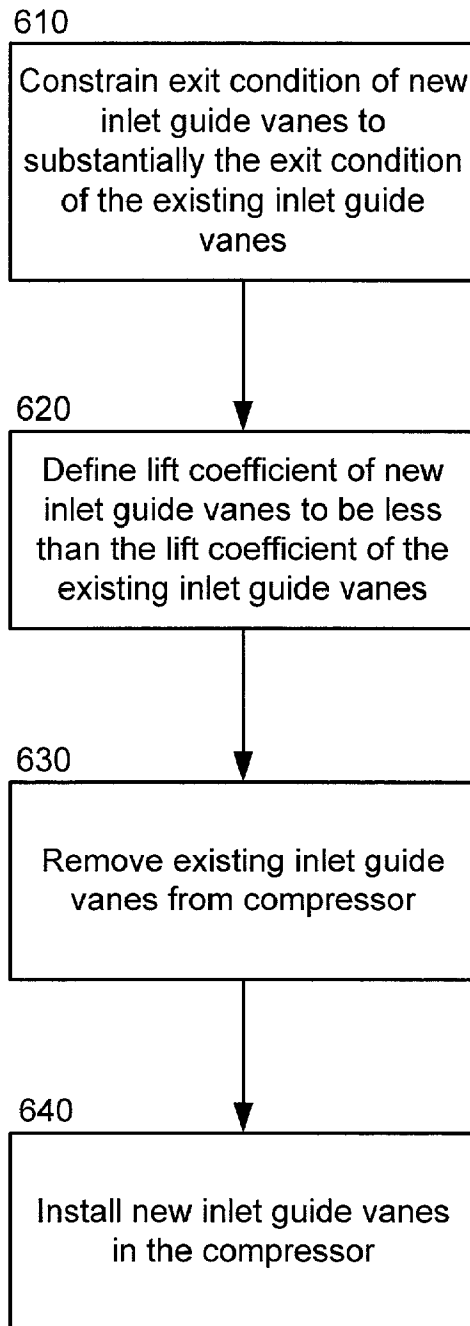 610
Constrain exit condition of new
inlet guide vanes to
substantially the exit condition
of the existing inlet guide
vanes
620
Define lift coefficient of new
inlet guide vanes to be less
than the lift coefficient of the
existing inlet guide vanes
630
Remove existing inlet guide
vanes from compressor
640
Install new inlet guide vanes
in the compressor